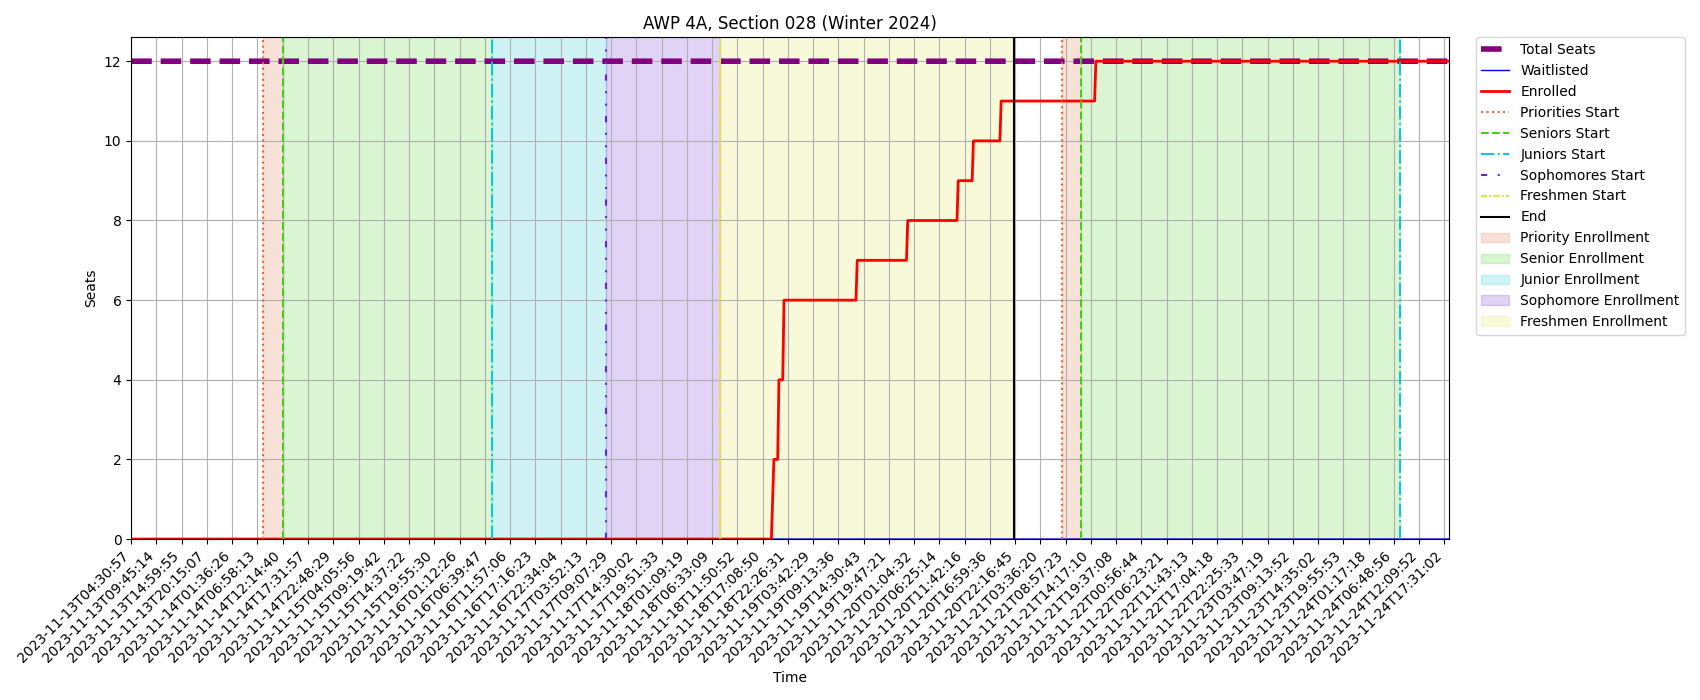 AWP 4A, Section 028 (Winter 2024)
Seats
12
10
8
6
4
2
0
2023-11-13T04:30:57
2023-11-13T09:45:14
2023-11-13T14:59:55
2023-11-13T20:15:07
2023-11-14T01:36:26
2023-11-14T06:58:13
2023-11-14T12:14:40
2023-11-14T17:31:57
2023-11-14T22:48:29
2023-11-15T04:05:56
2023-11-15T09:19:42
2023-11-15T14:37:22
2023-11-15T19:55:30
2023-11-16T01:12:26
2023-11-16T06:39:47
2023-11-16T11:57:06
2023-11-16T17:16:23
2023-11-16T22:34:04
2023-11-17T03:52:13
2023-11-17T09:07:29
2023-11-17T14:30:02
2023-11-17T19:51:33
2023-11-18T01:09:19
2023-11-18T06:33:09
2023-11-18T11:50:52
2023-11-18T17:08:50
2023-11-18T22:26:31
2023-11-19T03:42:29
2023-11-19T09:13:36
2023-11-19T14:30:43
2023-11-19T19:47:21
2023-11-20T01:04:32
2023-11-20T06:25:14
2023-11-20T11:42:16
2023-11-20T16:59:36
2023-11-20T22:16:45
2023-11-21T03:36:20
2023-11-21T08:57:23
2023-11-21T14:17:10
2023-11-21T19:37:08
2023-11-22T00:56:44
2023-11-22T06:23:21
2023-11-22T11:43:13
2023-11-22T17:04:18
2023-11-22T22:25:33
2023-11-23T03:47:19
2023-11-23T09:13:52
2023-11-23T14:35:02
2023-11-23T19:55:53
2023-11-24T01:17:18
2023-11-24T06:48:56
2023-11-24T12:09:52
2023-11-24T17:31:02
Time
Total Seats
Waitlisted
Enrolled
Priorities Start
Seniors Start
Juniors Start
Sophomores Start
Freshmen Start
End
Priority Enrollment
Senior Enrollment
Junior Enrollment
Sophomore Enrollment
Freshmen Enrollment